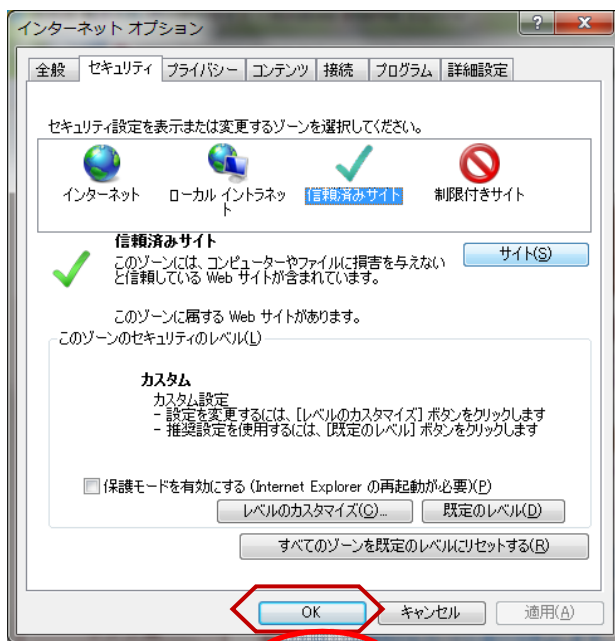 インターネット オプション
?
×
全般 セキュリティ プライバシー コンテンツ 接続 プログラム 詳細設定
セキュリティ設定を表示または変更するゾーンを選択してください。
インターネット
ローカル イントラネッ
ト
信頼済みサイト
制限付きサイト
信頼済みサイト
このゾーンには、コンピューターやファイルに損害を与えない
と信頼している Web サイトが含まれています。
サイト(S)
このゾーンに属する Web サイトがあります。
このゾーンのセキュリティのレベル(L)
カスタム
カスタム設定
- 設定を変更するには、[レベルのカスタマイズ] ボタンをクリックします
- 推奨設定を使用するには、[既定のレベル] ボタンをクリックします
保護モードを有効にする (Internet Explorer の再起動が必要)(P)
レベルのカスタマイズ(C)... 既定のレベル(D)
すべてのゾーンを既定のレベルにリセットする(R)
OK キャンセル 適用(A)